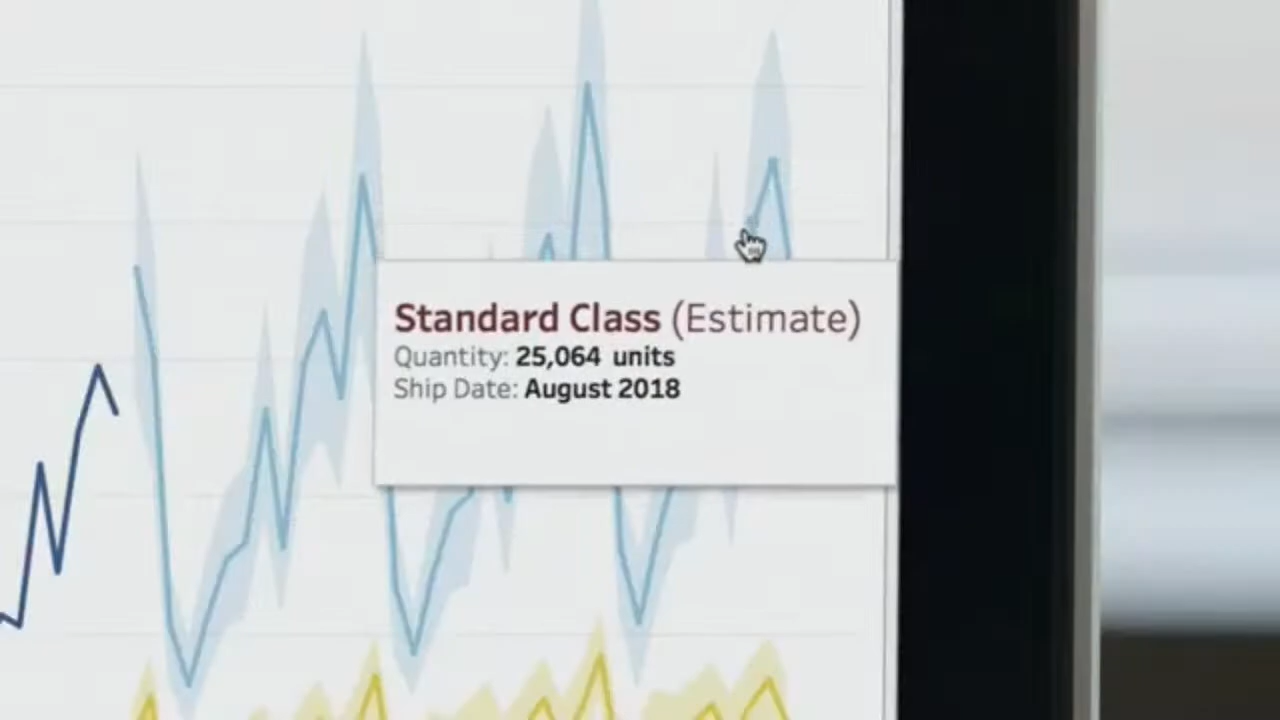 Standard Class (Estimate)
Quantity: 25,064 units
Ship Date: August 2018